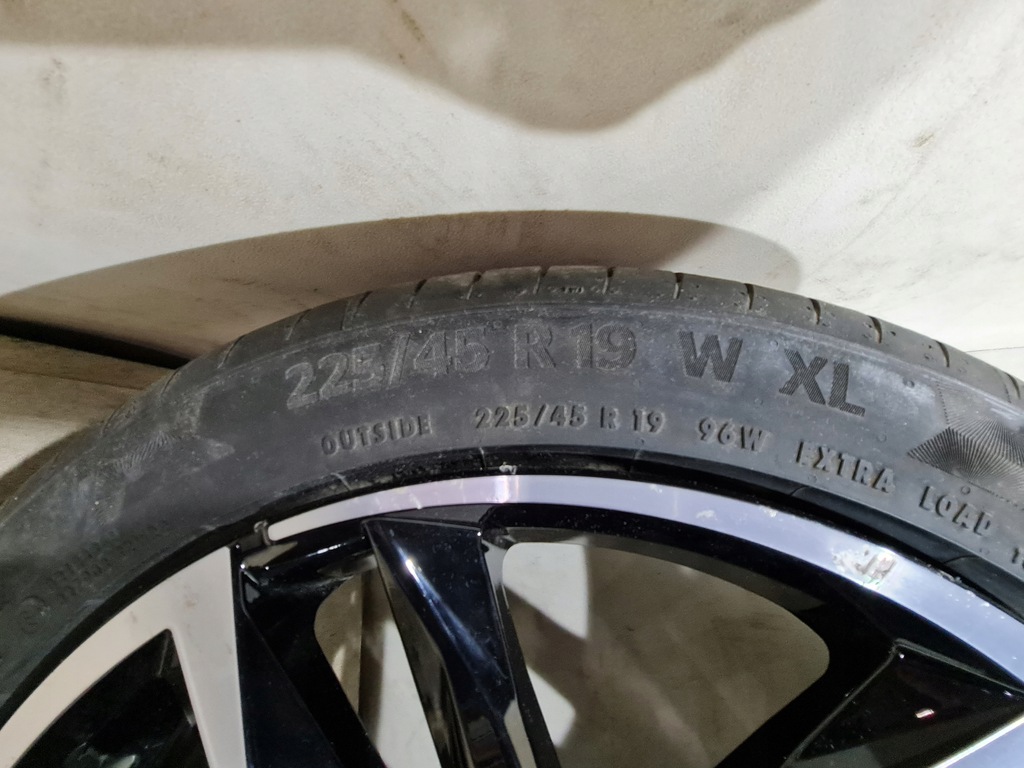 225/45 R 19 W XL
OUTSIDE 225/45 R 19 96W EXTRA LOAD